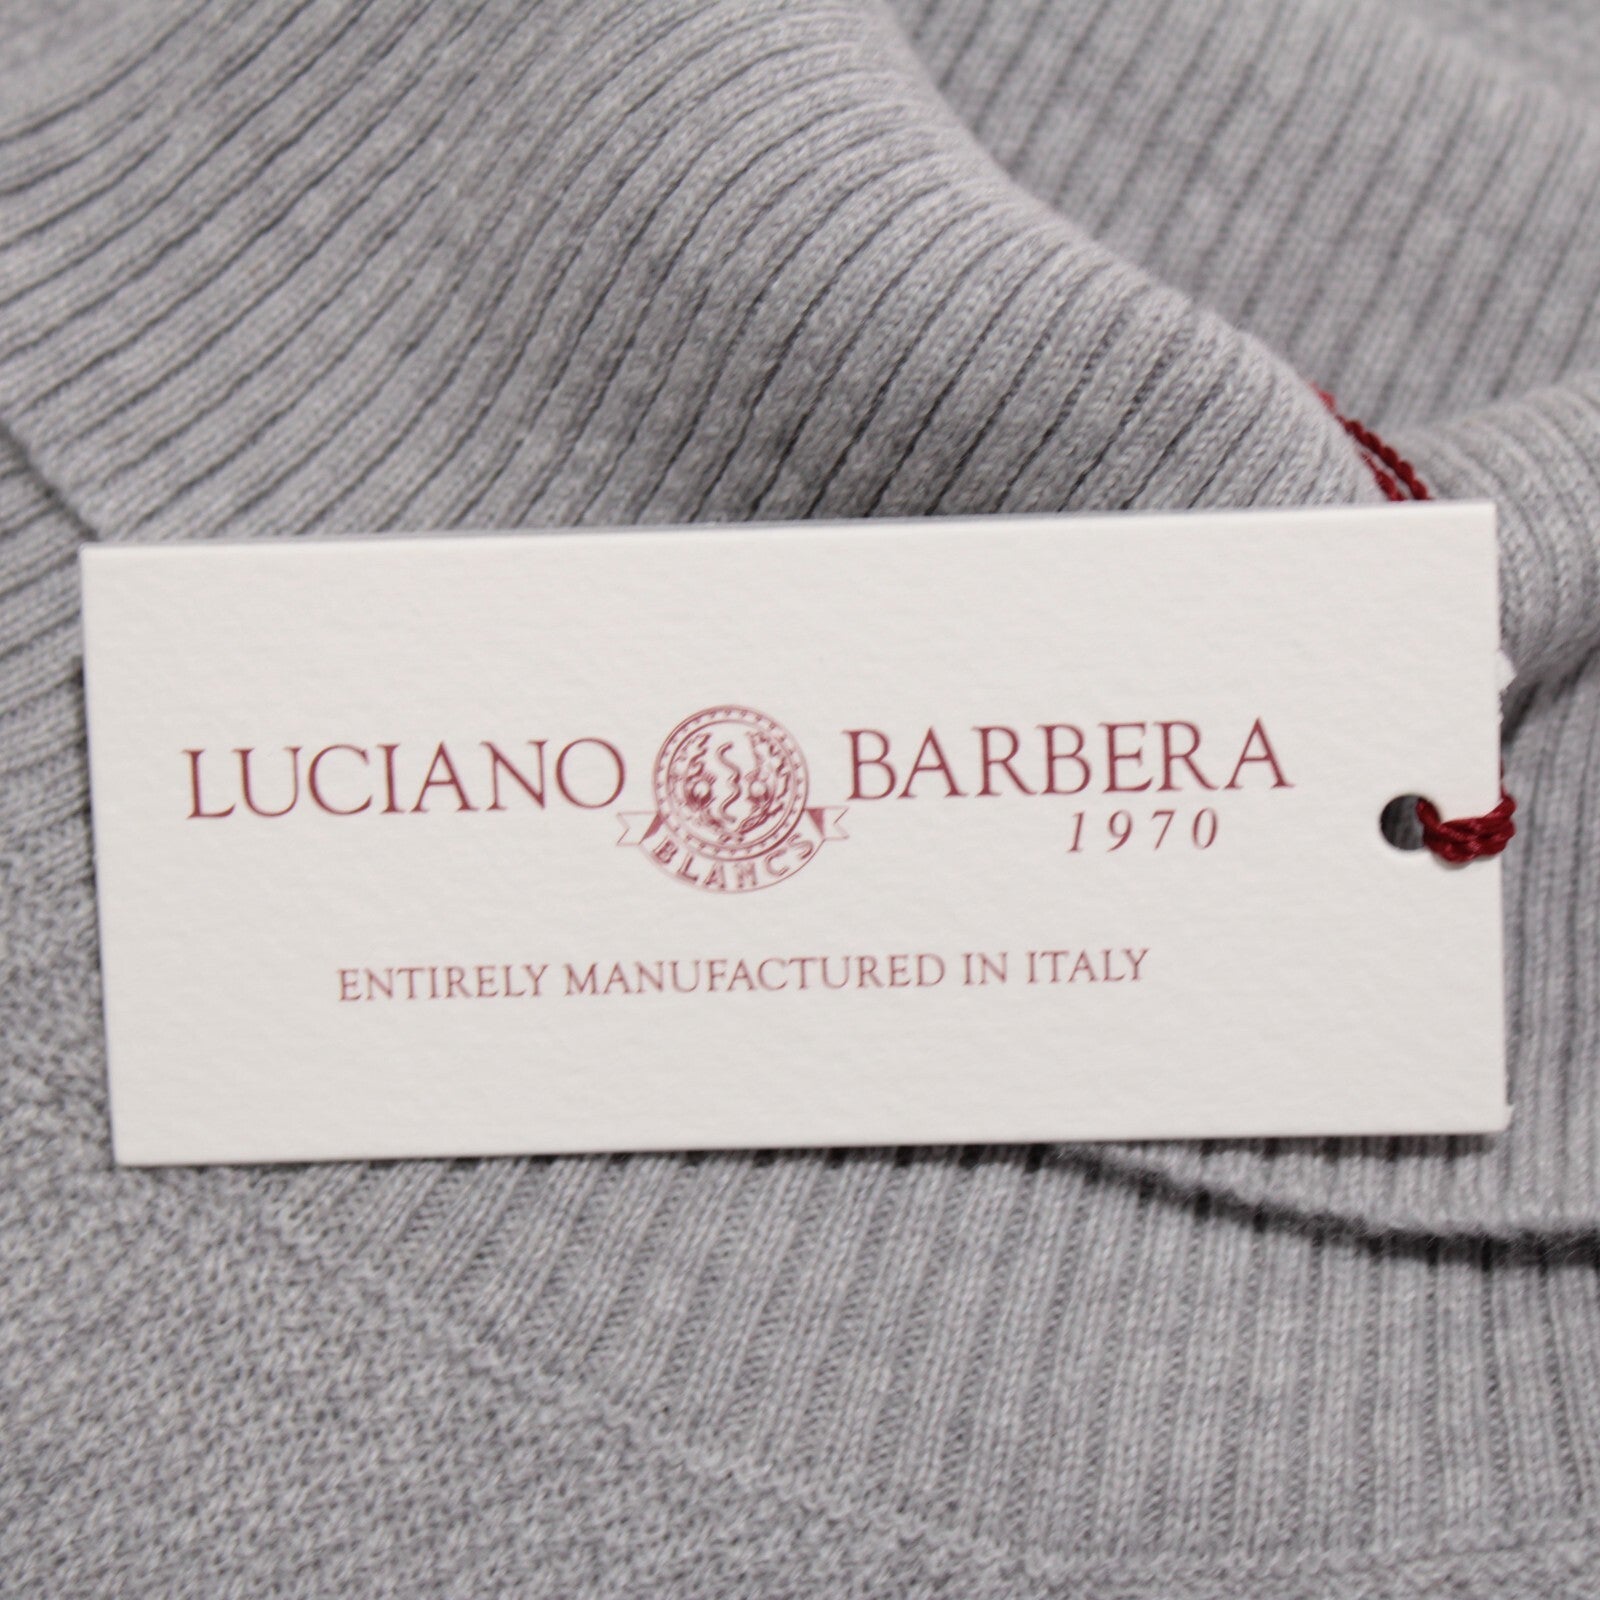 LUCIANO BARBERA
1970
BLANCS
ENTIRELY MANUFACTURED IN ITALY